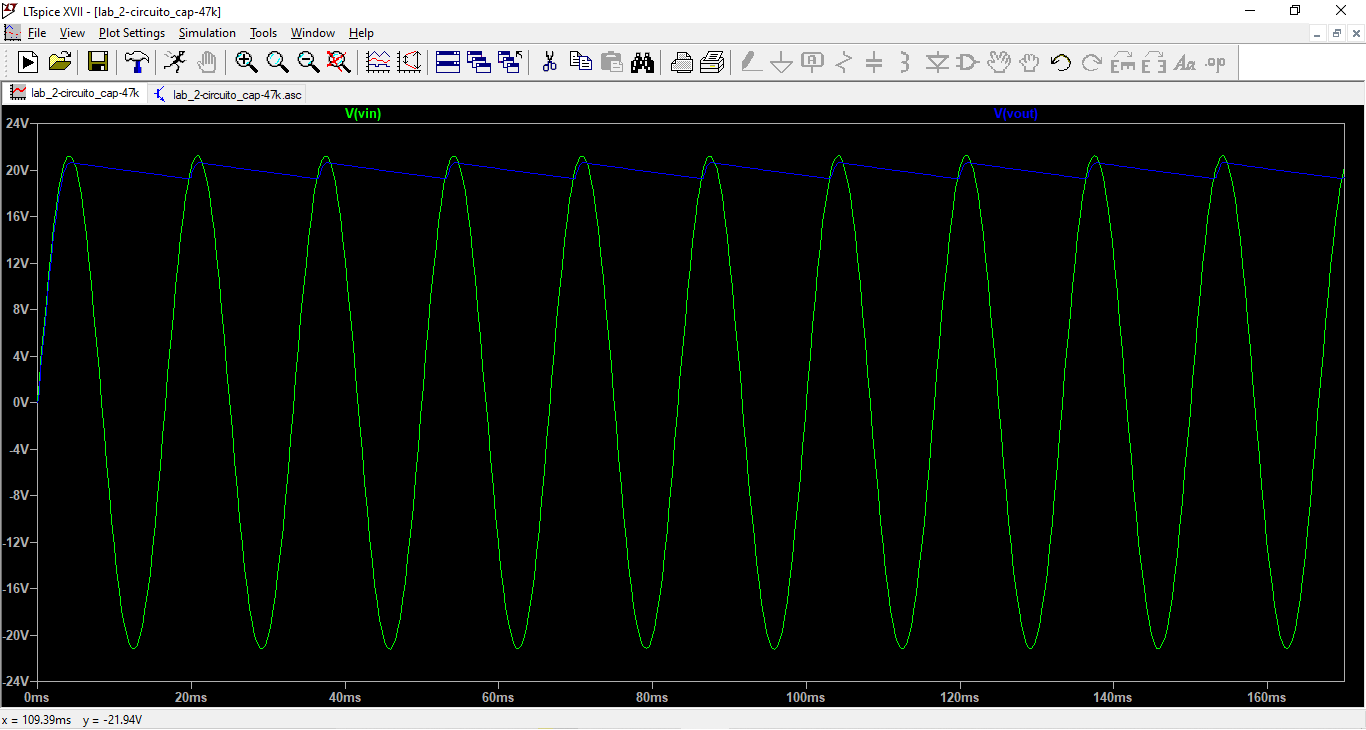 LTspice XVII - [lab_2-circuito_cap-47k]
File View Plot Settings Simulation Tools Window Help
lab_2-circuito_cap-47k lab_2-circuito_cap-47k.asc
V(vin) V(vout)
24V
20V
16V
12V
8V
4V
0V
-4V
-8V
-12V
-16V
-20V
-24V
0ms 20ms 40ms 60ms 80ms 100ms 120ms 140ms 160ms
x = 109.39ms y = -21.94V